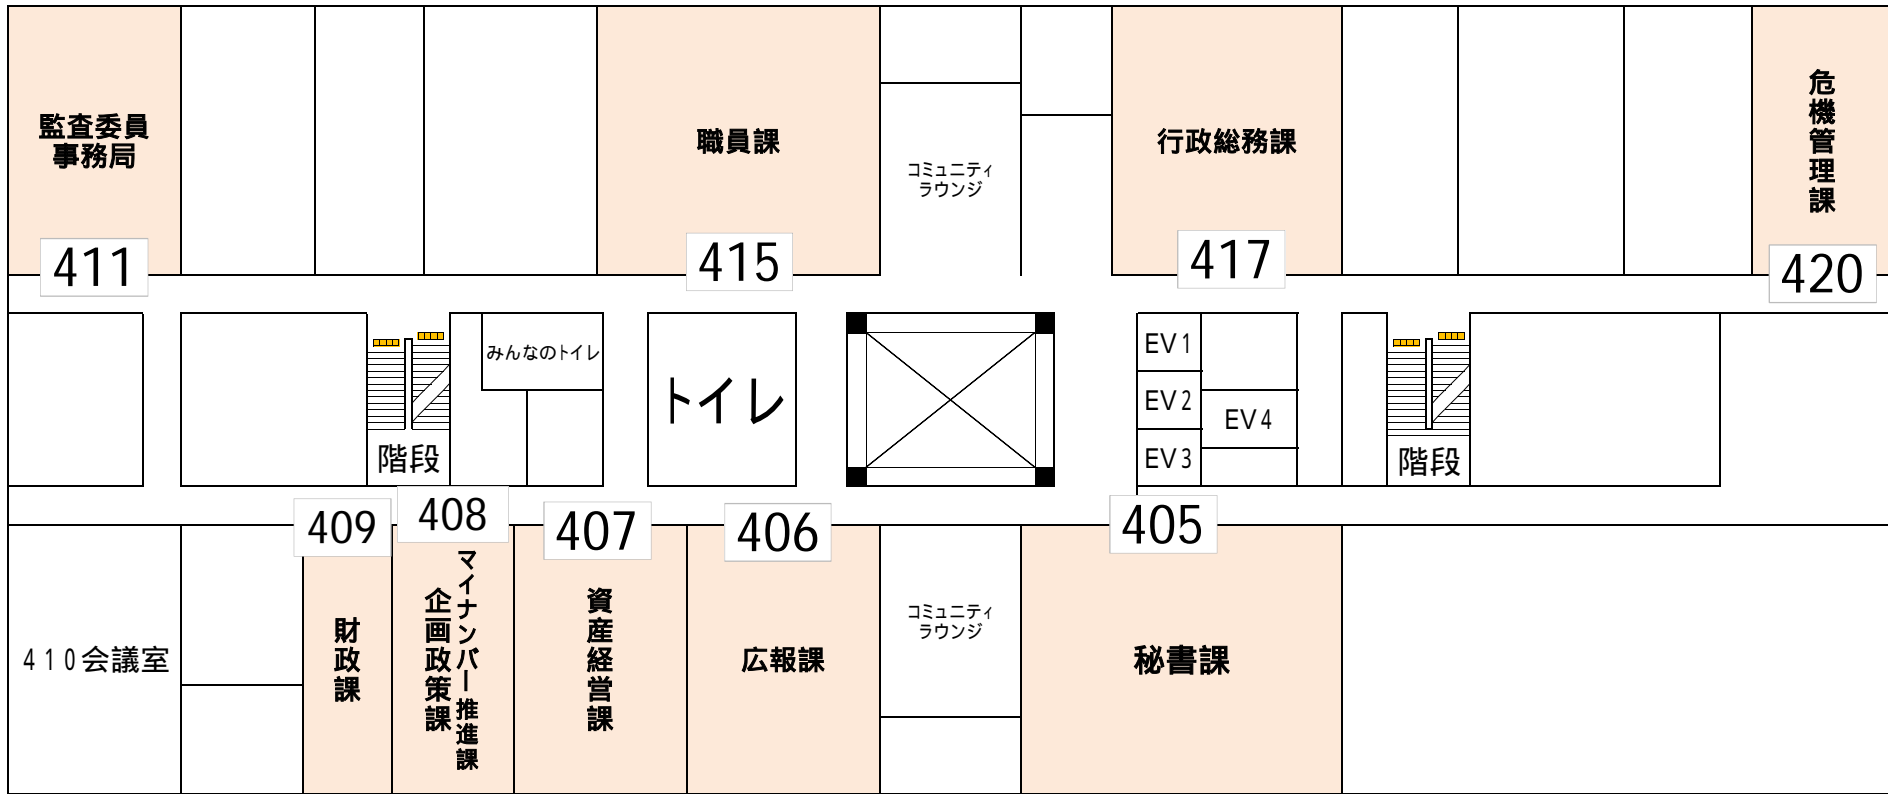 監査委員
事務局
411
職員課
415
コミュニティ
ラウンジ
行政総務課
417
危機管理課
420
階段
みんなのトイレ
トイレ
EV1
EV2
EV3
EV4
階段
410会議室
409
財政課
408
マイナンバー推進課
企画政策課
407
資産経営課
406
広報課
コミュニティ
ラウンジ
405
秘書課